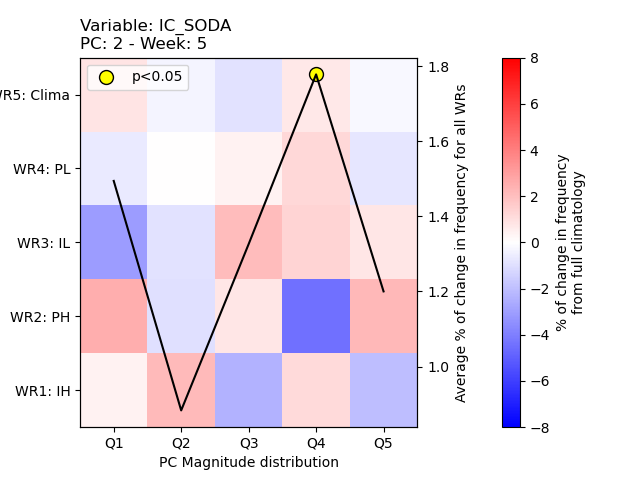 Variable: IC_SODA
PC: 2 - Week: 5
p<0.05
WR5: Clima
WR4: PL
WR3: IL
WR2: PH
WR1: IH
Q1 Q2 Q3 Q4 Q5
PC Magnitude distribution
1.8
1.6
1.4
1.2
1.0
Average % of change in frequency for all WRs
8
6
4
2
0
−2
−4
−6
−8
% of change in frequency
from full climatology